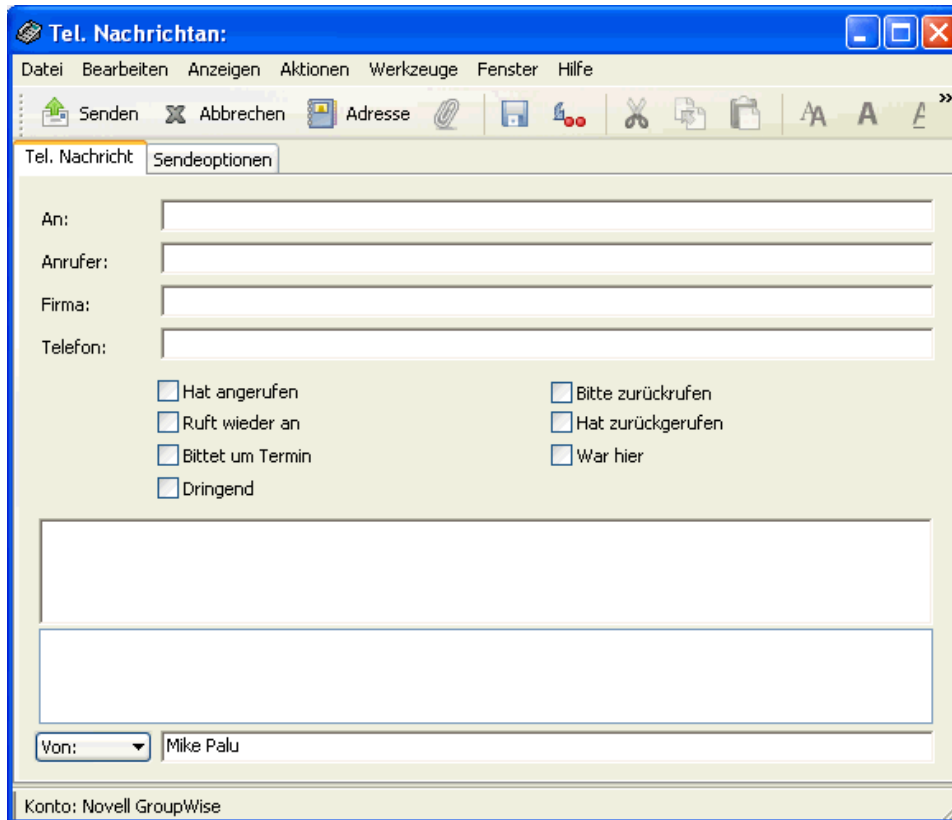 Tel. Nachrichtan:
Datei Bearbeiten Anzeigen Aktionen Werkzeuge Fenster Hilfe
Senden Abbrechen Adresse »
Tel. Nachricht Sendeoptionen
An:
Anrufer:
Firma:
Telefon:
Hat angerufen Bitte zurückrufen
Ruft wieder an Hat zurückgerufen
Bittet um Termin War hier
Dringend
Von: Mike Palu
Konto: Novell GroupWise